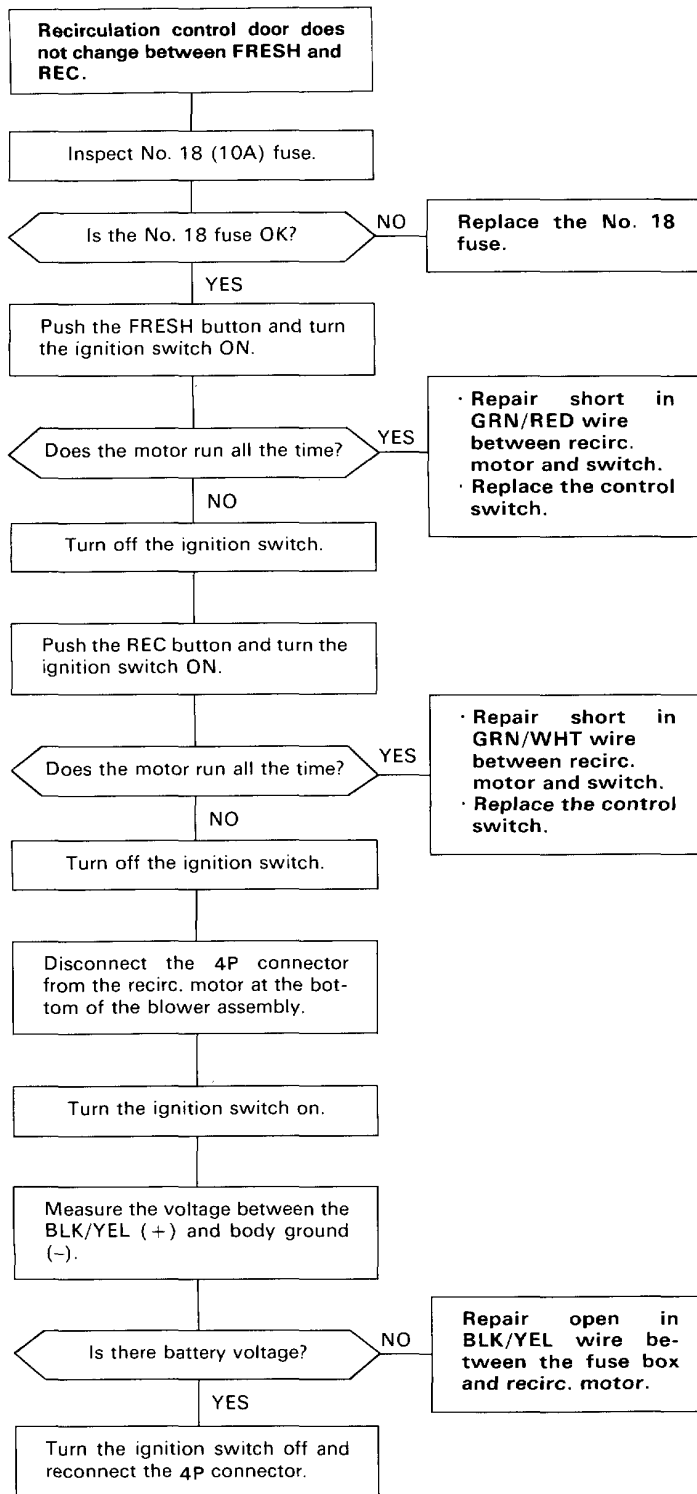 Recirculation control door does
not change between FRESH and
REC.
Inspect No. 18 (10A) fuse.
Is the No. 18 fuse OK?
NO
Replace the No. 18
fuse.
YES
Push the FRESH button and turn
the ignition switch ON.
Does the motor run all the time?
YES
· Repair short in
GRN/RED wire
between recirc.
motor and switch.
· Replace the control
switch.
NO
Turn off the ignition switch.
Push the REC button and turn the
ignition switch ON.
Does the motor run all the time?
YES
· Repair short in
GRN/WHT wire
between recirc.
motor and switch.
· Replace the control
switch.
NO
Turn off the ignition switch.
Disconnect the 4P connector
from the recirc. motor at the bot-
tom of the blower assembly.
Turn the ignition switch on.
Measure the voltage between the
BLK/YEL (+) and body ground
(–).
Is there battery voltage?
NO
Repair open in
BLK/YEL wire be-
tween the fuse box
and recirc. motor.
YES
Turn the ignition switch off and
reconnect the 4P connector.